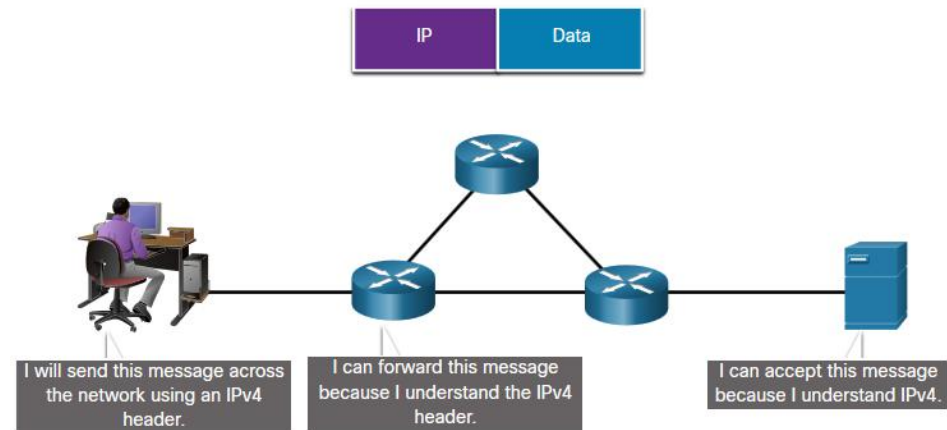 IP
Data
I will send this message across
the network using an IPv4
header.
I can forward this message
because I understand the IPv4
header.
I can accept this message
because I understand IPv4.